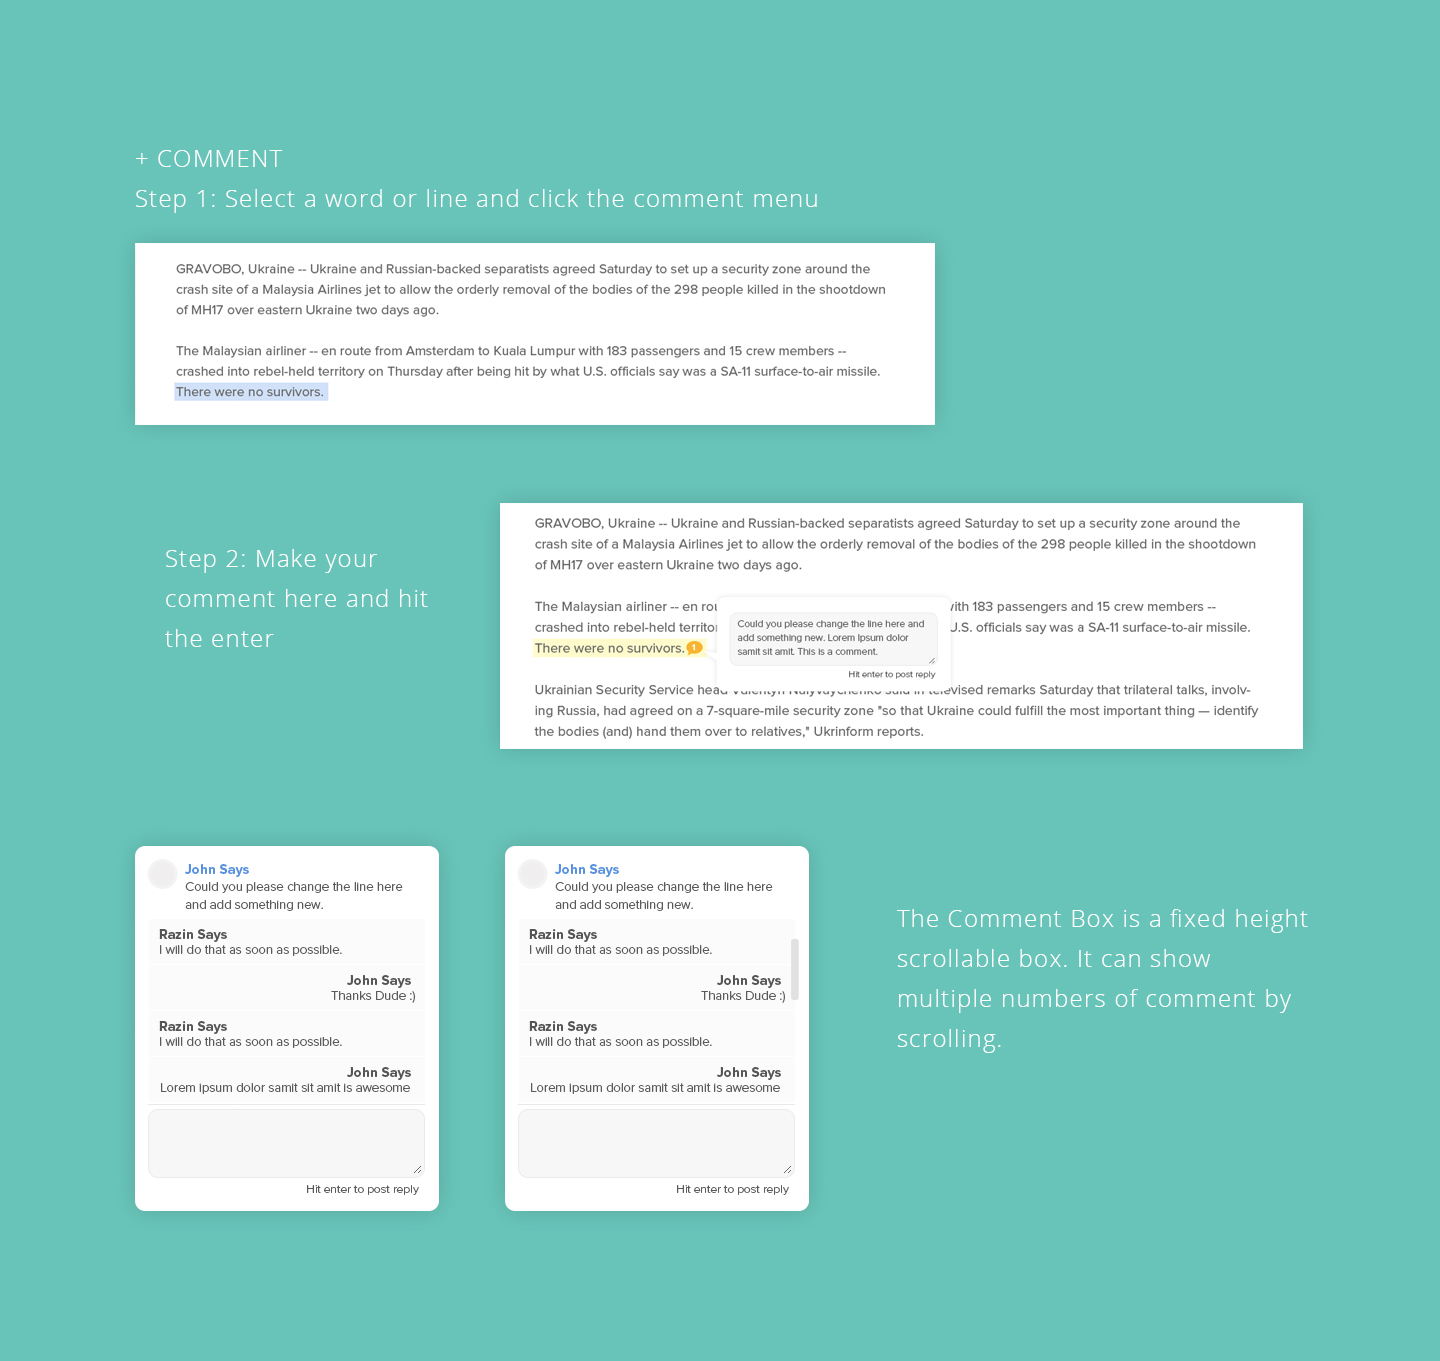 + COMMENT
Step 1: Select a word or line and click the comment menu
GRAVOBO, Ukraine -- Ukraine and Russian-backed separatists agreed Saturday to set up a security zone around the
crash site of a Malaysia Airlines jet to allow the orderly removal of the bodies of the 298 people killed in the shootdown
of MH17 over eastern Ukraine two days ago.
The Malaysian airliner -- en route from Amsterdam to Kuala Lumpur with 183 passengers and 15 crew members --
crashed into rebel-held territory on Thursday after being hit by what U.S. officials say was a SA-11 surface-to-air missile.
There were no survivors.
Step 2: Make your
comment here and hit
the enter
GRAVOBO, Ukraine -- Ukraine and Russian-backed separatists agreed Saturday to set up a security zone around the
crash site of a Malaysia Airlines jet to allow the orderly removal of the bodies of the 298 people killed in the shootdown
of MH17 over eastern Ukraine two days ago.
The Malaysian airliner -- en 183 passengers and 15 crew members --
crashed into rebel-held U.S. officials say was a SA-11 surface-to-air missile.
There were no survivors. 1
Could you please change the line here and
add something new. Lorem Ipsum dolor
samit sit amit. This is a comment.
Hit enter to post reply
Ukrainian Security Service head said in televised remarks Saturday that trilateral talks, involv-
ing Russia, had agreed on a 7-square-mile security zone "so that Ukraine could fulfill the most important thing — identify
the bodies (and) hand them over to relatives," Ukrinform reports.
John Says
Could you please change the line here
and add something new.
Razin Says
I will do that as soon as possible.
John Says
Thanks Dude :)
Razin Says
I will do that as soon as possible.
John Says
Lorem ipsum dolor samit sit amit is awesome
Hit enter to post reply
John Says
Could you please change the line here
and add something new.
Razin Says
I will do that as soon as possible.
John Says
Thanks Dude :)
Razin Says
I will do that as soon as possible.
John Says
Lorem ipsum dolor samit sit amit is awesome
Hit enter to post reply
The Comment Box is a fixed height
scrollable box. It can show
multiple numbers of comment by
scrolling.